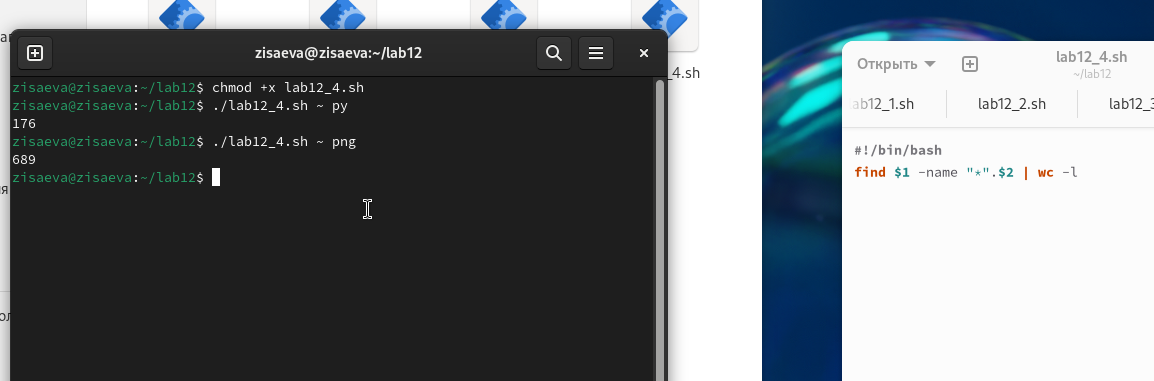 _4.sh
zisaeva@zisaeva:~/lab12
zisaeva@zisaeva:~/lab12$ chmod +x lab12_4.sh
zisaeva@zisaeva:~/lab12$ ./lab12_4.sh ~ py
176
zisaeva@zisaeva:~/lab12$ ./lab12_4.sh ~ png
689
zisaeva@zisaeva:~/lab12$
Открыть
lab12_4.sh
~/lab12
ab12_1.sh
lab12_2.sh
lab12_3
#!/bin/bash
find $1 -name "*".$2 | wc -l